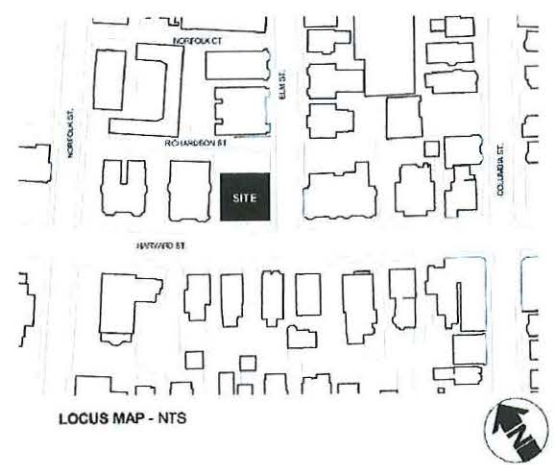 NORFOLK CT.
ELM ST.
NORFOLK ST.
RICHARDSON ST.
COLUMBIA ST.
SITE
HARVARD ST.
LOCUS MAP - NTS
N